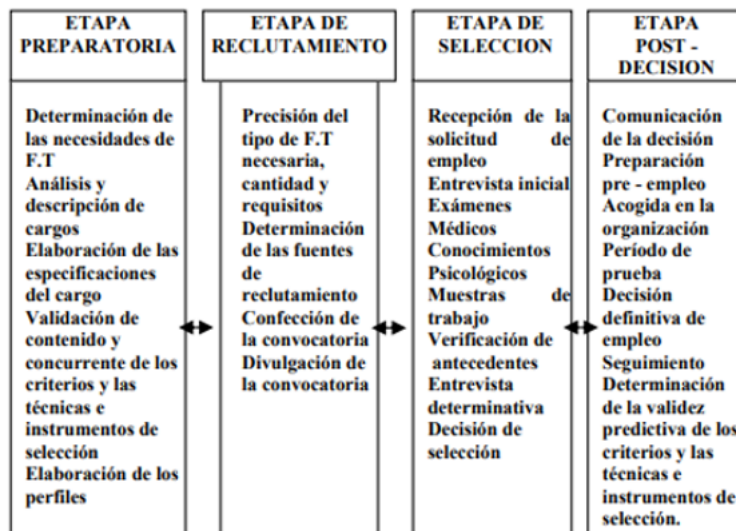 ETAPA
PREPARATORIA
Determinación de
las necesidades de
F.T
Análisis y
descripción de
cargos
Elaboración de las
especificaciones
del cargo
Validación de
contenido y
concurrente de los
criterios y las
técnicas e
instrumentos de
selección
Elaboración de los
perfiles
ETAPA DE
RECLUTAMIENTO
Precisión del
tipo de F.T
necesaria,
cantidad y
requisitos
Determinación
de las fuentes
de
reclutamiento
Confección de
la convocatoria
Divulgación de
la convocatoria
ETAPA DE
SELECCION
Recepción de la
solicitud de
empleo
Entrevista inicial
Exámenes
Médicos
Conocimientos
Psicológicos
Muestras de
trabajo
Verificación de
antecedentes
Entrevista
determinativa
Decisión de
selección
ETAPA
POST -
DECISION
Comunicación
de la decisión
Preparación
pre - empleo
Acogida en la
organización
Período de
prueba
Decisión
definitiva de
empleo
Seguimiento
Determinación
de la validez
predictiva de los
criterios y las
técnicas e
instrumentos de
selección.